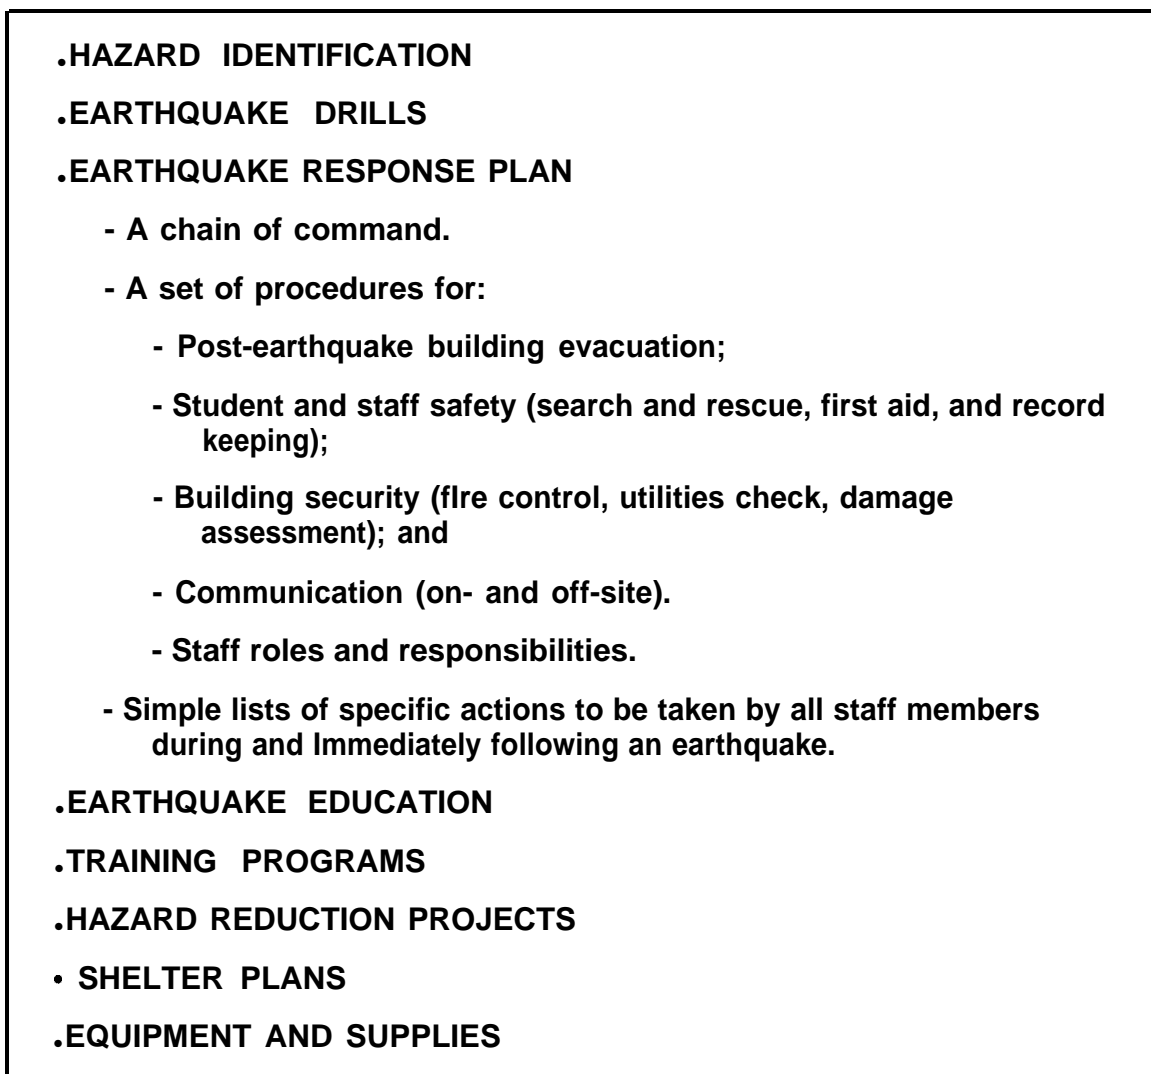 .HAZARD IDENTIFICATION
.EARTHQUAKE DRILLS
.EARTHQUAKE RESPONSE PLAN
- A chain of command.
- A set of procedures for:
- Post-earthquake building evacuation;
- Student and staff safety (search and rescue, first aid, and record
keeping);
- Building security (flre control, utilities check, damage
assessment); and
- Communication (on- and off-site).
- Staff roles and responsibilities.
- Simple lists of specific actions to be taken by all staff members
during and Immediately following an earthquake.
.EARTHQUAKE EDUCATION
.TRAINING PROGRAMS
.HAZARD REDUCTION PROJECTS
• SHELTER PLANS
.EQUIPMENT AND SUPPLIES